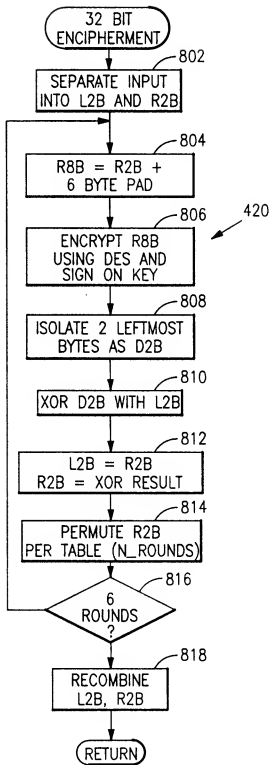 32 BIT
ENCIPHERMENT
802
SEPARATE INPUT
INTO L2B AND R2B
804
R8B = R2B +
6 BYTE PAD
806
420
ENCRYPT R8B
USING DES AND
SIGN ON KEY
808
ISOLATE 2 LEFTMOST
BYTES AS D2B
810
XOR D2B WITH L2B
812
L2B = R2B
R2B = XOR RESULT
814
PERMUTE R2B
PER TABLE (N_ROUNDS)
816
6
ROUNDS
?
818
RECOMBINE
L2B, R2B
RETURN